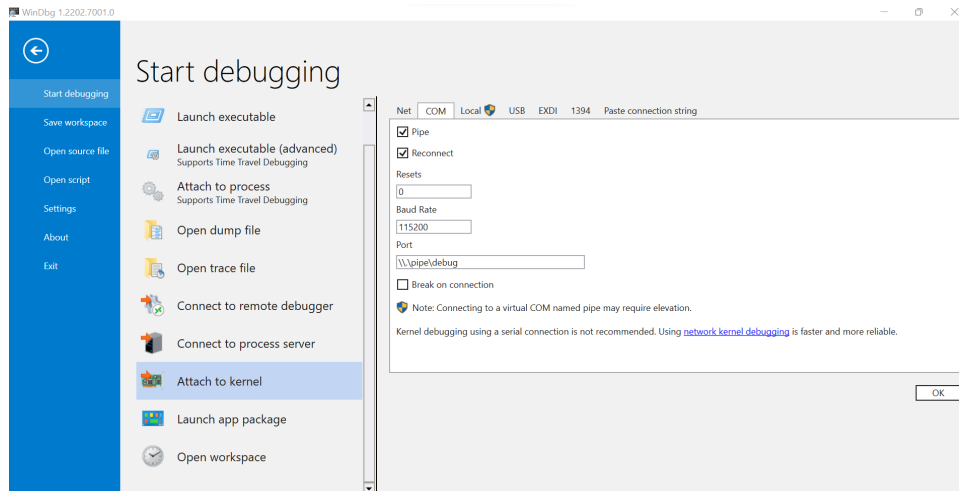 WinDbg 1.2202.7001.0
Start debugging
Save workspace
Open source file
Open script
Settings
About
Exit
Start debugging
Launch executable
Launch executable (advanced)
Supports Time Travel Debugging
Attach to process
Supports Time Travel Debugging
Open dump file
Open trace file
Connect to remote debugger
Connect to process server
Attach to kernel
Launch app package
Open workspace
Net COM Local USB EXDI 1394 Paste connection string
Pipe
Reconnect
Resets
0
Baud Rate
115200
Port
\\.\pipe\debug
Break on connection
Note: Connecting to a virtual COM named pipe may require elevation.
Kernel debugging using a serial connection is not recommended. Using network kernel debugging is faster and more reliable.
OK